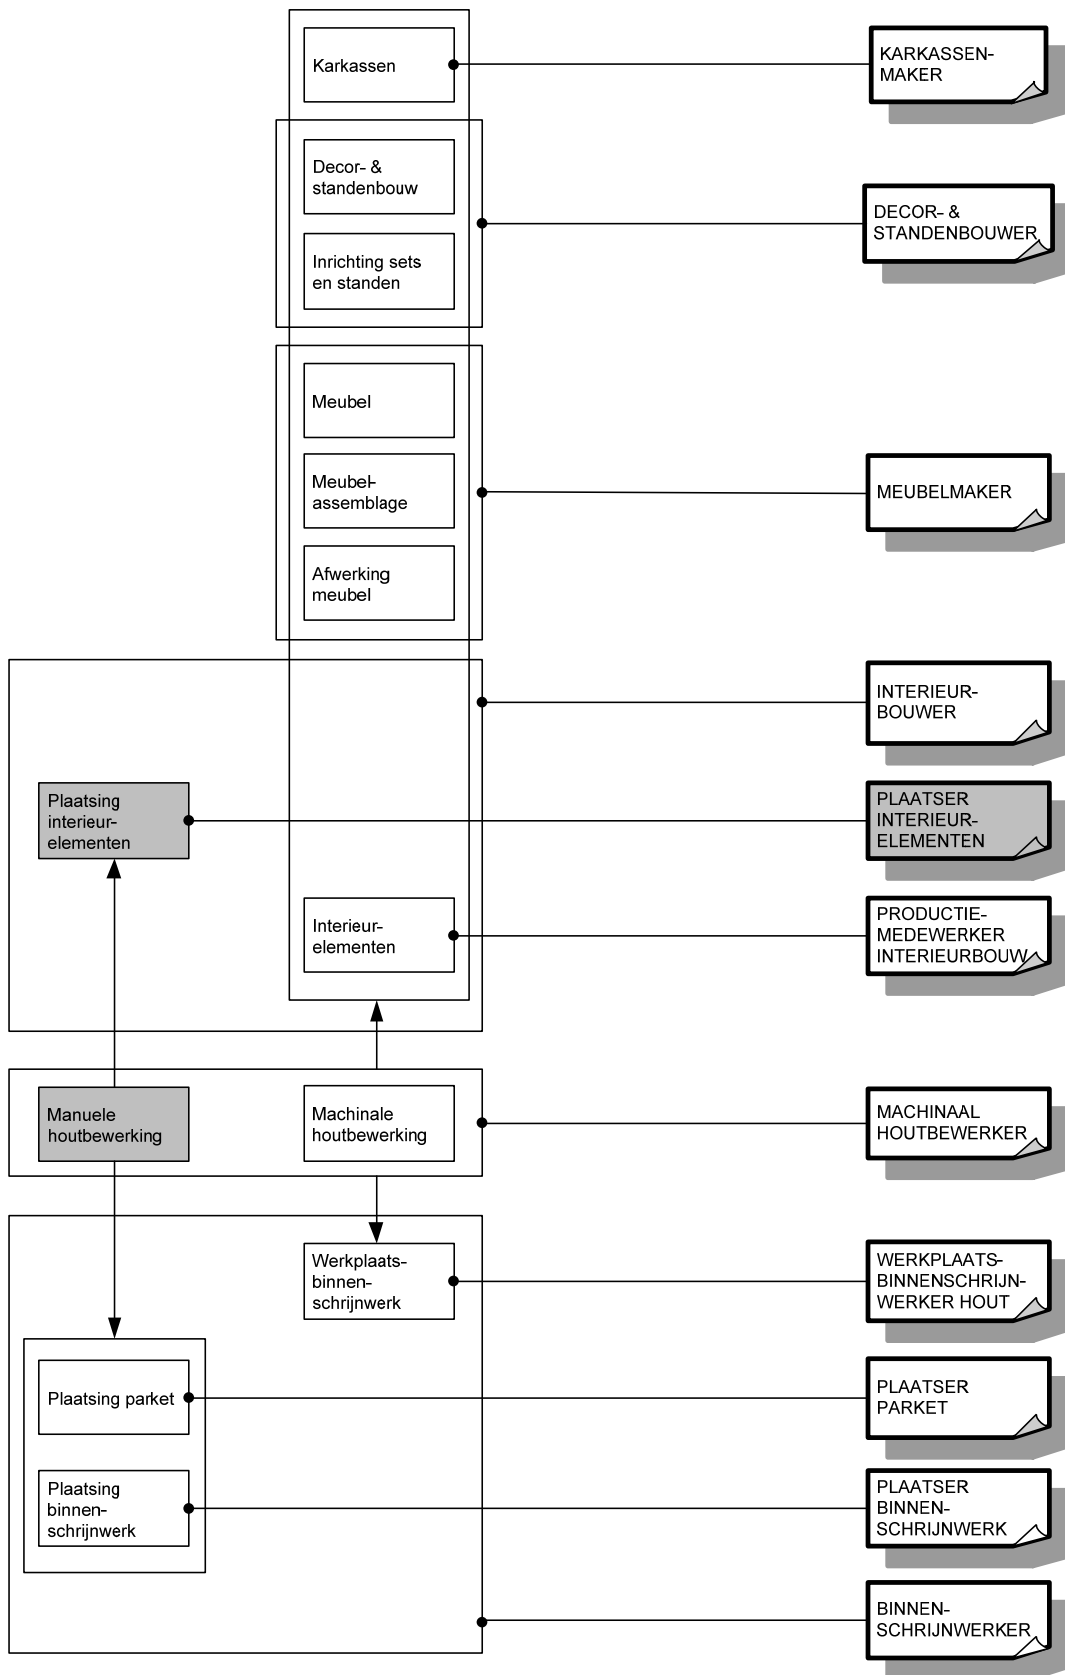 Karkassen
KARKASSEN-
MAKER
Decor- &
standenbouw
Inrichting sets
en standen
DECOR- &
STANDENBOUWER
Meubel
Meubel-
assemblage
Afwerking
meubel
MEUBELMAKER
INTERIEUR-
BOUWER
Plaatsing
interieur-
elementen
PLAATSER
INTERIEUR-
ELEMENTEN
Interieur-
elementen
PRODUCTIE-
MEDEWERKER
INTERIEURBOUW
Manuele
houtbewerking
Machinale
houtbewerking
MACHINAAL
HOUTBEWERKER
Werkplaats-
binnen-
schrijnwerk
WERKPLAATS-
BINNENSCHRIJN-
WERKER HOUT
Plaatsing parket
PLAATSER
PARKET
Plaatsing
binnen-
schrijnwerk
PLAATSER
BINNEN-
SCHRIJNWERK
BINNEN-
SCHRIJNWERKER